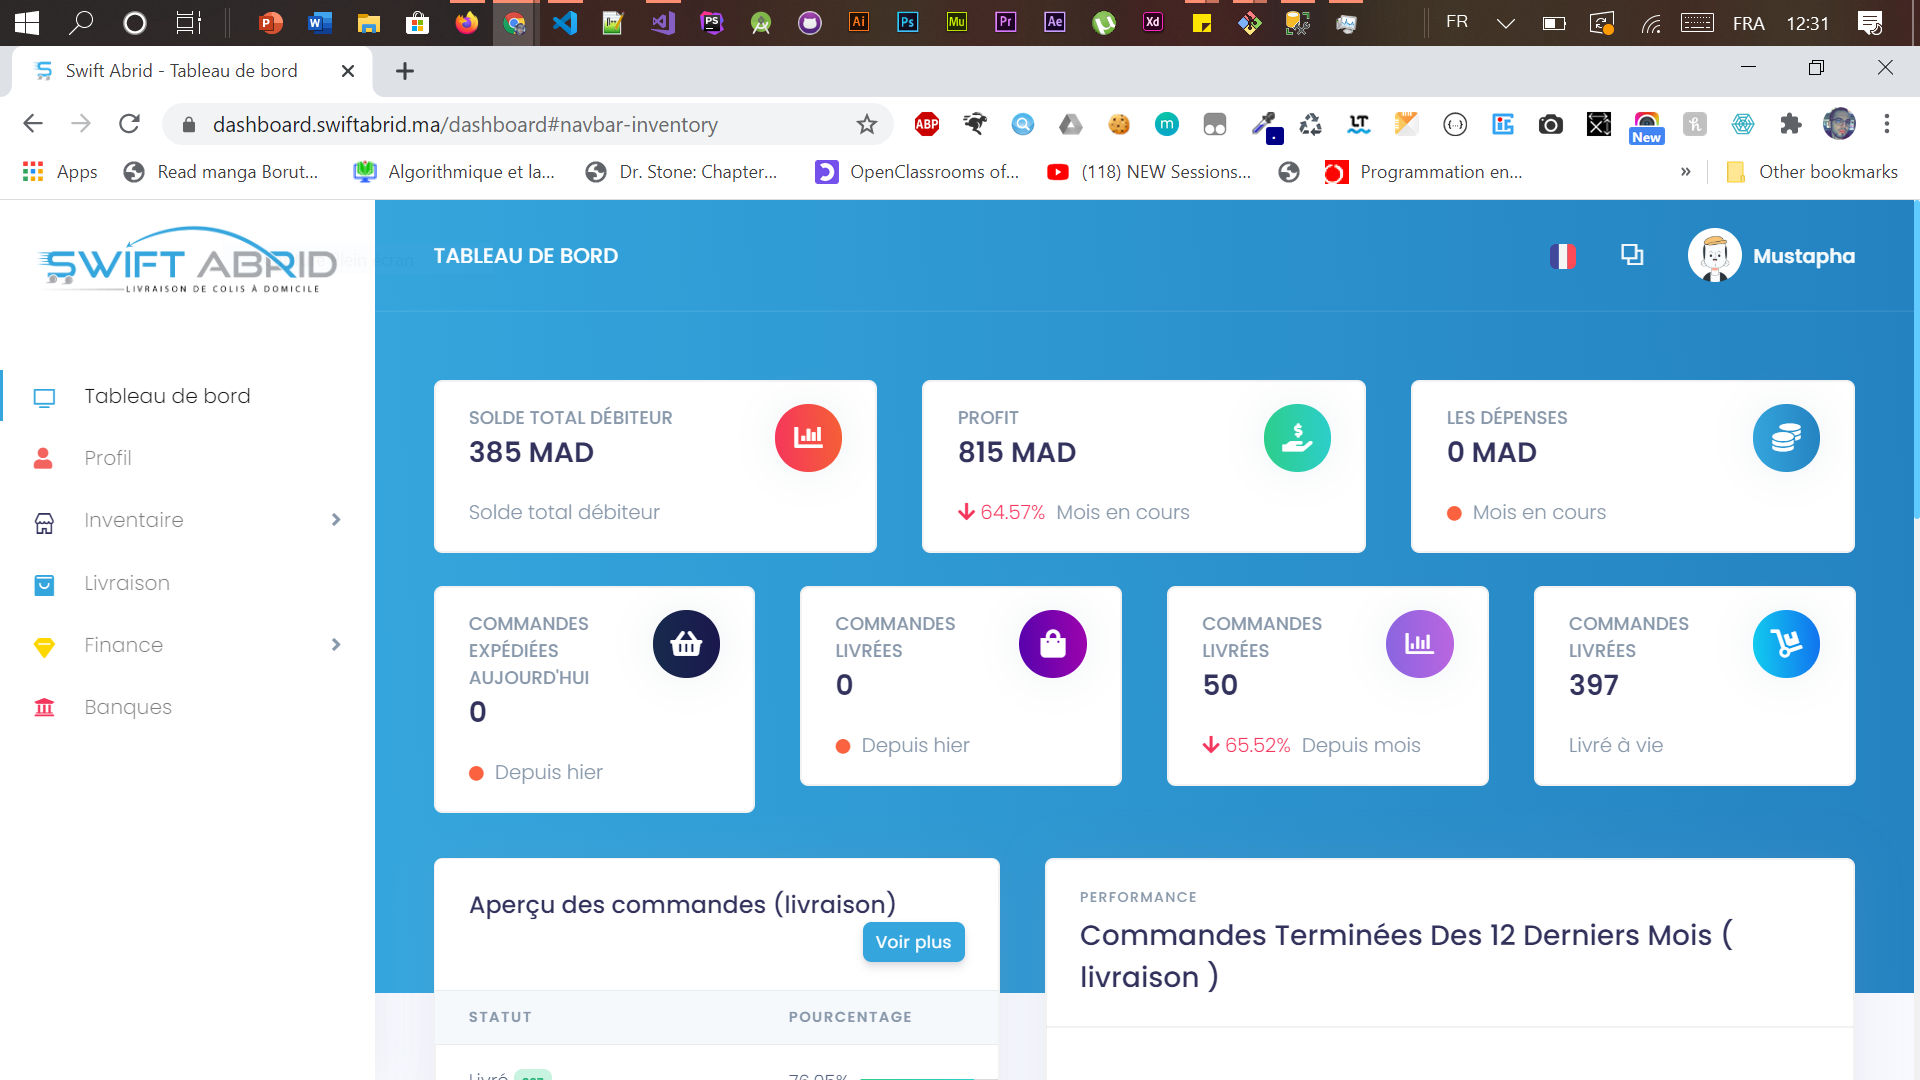 FR
FRA
12:31
Swift Abrid - Tableau de bord
dashboard.swiftabrid.ma/dashboard#navbar-inventory
ABP
m
LT
New
Apps
Read manga Borut...
Algorithmique et la...
Dr. Stone: Chapter...
OpenClassrooms of...
(118) NEW Sessions...
Programmation en...
»
Other bookmarks
SWIFT ABRID
LIVRAISON DE COLIS À DOMICILE
TABLEAU DE BORD
Mustapha
Tableau de bord
Profil
Inventaire
Livraison
Finance
Banques
SOLDE TOTAL DÉBITEUR
385 MAD
Solde total débiteur
PROFIT
815 MAD
64.57% Mois en cours
LES DÉPENSES
0 MAD
Mois en cours
COMMANDES
EXPÉDIÉES
AUJOURD'HUI
0
Depuis hier
COMMANDES
LIVRÉES
0
Depuis hier
COMMANDES
LIVRÉES
50
65.52% Depuis mois
COMMANDES
LIVRÉES
397
Livré à vie
Aperçu des commandes (livraison)
Voir plus
STATUT
POURCENTAGE
PERFORMANCE
Commandes Terminées Des 12 Derniers Mois (
livraison )